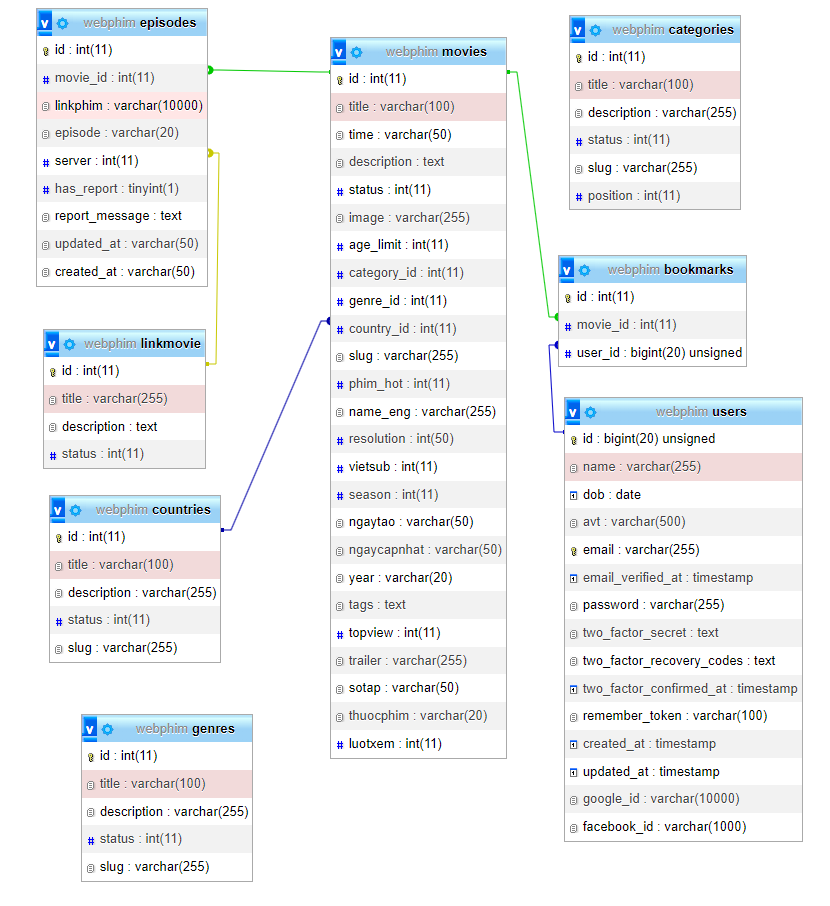 webphim episodes
id : int(11)
movie_id : int(11)
linkphim : varchar(10000)
episode : varchar(20)
server : int(11)
has_report : tinyint(1)
report_message : text
updated_at : varchar(50)
created_at : varchar(50)
webphim linkmovie
id : int(11)
title : varchar(255)
description : text
status : int(11)
webphim countries
id : int(11)
title : varchar(100)
description : varchar(255)
status : int(11)
slug : varchar(255)
webphim genres
id : int(11)
title : varchar(100)
description : varchar(255)
status : int(11)
slug : varchar(255)
webphim movies
id : int(11)
title : varchar(100)
time : varchar(50)
description : text
status : int(11)
image : varchar(255)
age_limit : int(11)
category_id : int(11)
genre_id : int(11)
country_id : int(11)
slug : varchar(255)
phim_hot : int(11)
name_eng : varchar(255)
resolution : int(50)
vietsub : int(11)
season : int(11)
ngaytao : varchar(50)
ngaycapnhat : varchar(50)
year : varchar(20)
tags : text
topview : int(11)
trailer : varchar(255)
sotap : varchar(50)
thuocphim : varchar(20)
luotxem : int(11)
webphim categories
id : int(11)
title : varchar(100)
description : varchar(255)
status : int(11)
slug : varchar(255)
position : int(11)
webphim bookmarks
id : int(11)
movie_id : int(11)
user_id : bigint(20) unsigned
webphim users
id : bigint(20) unsigned
name : varchar(255)
dob : date
avt : varchar(500)
email : varchar(255)
email_verified_at : timestamp
password : varchar(255)
two_factor_secret : text
two_factor_recovery_codes : text
two_factor_confirmed_at : timestamp
remember_token : varchar(100)
created_at : timestamp
updated_at : timestamp
google_id : varchar(10000)
facebook_id : varchar(1000)